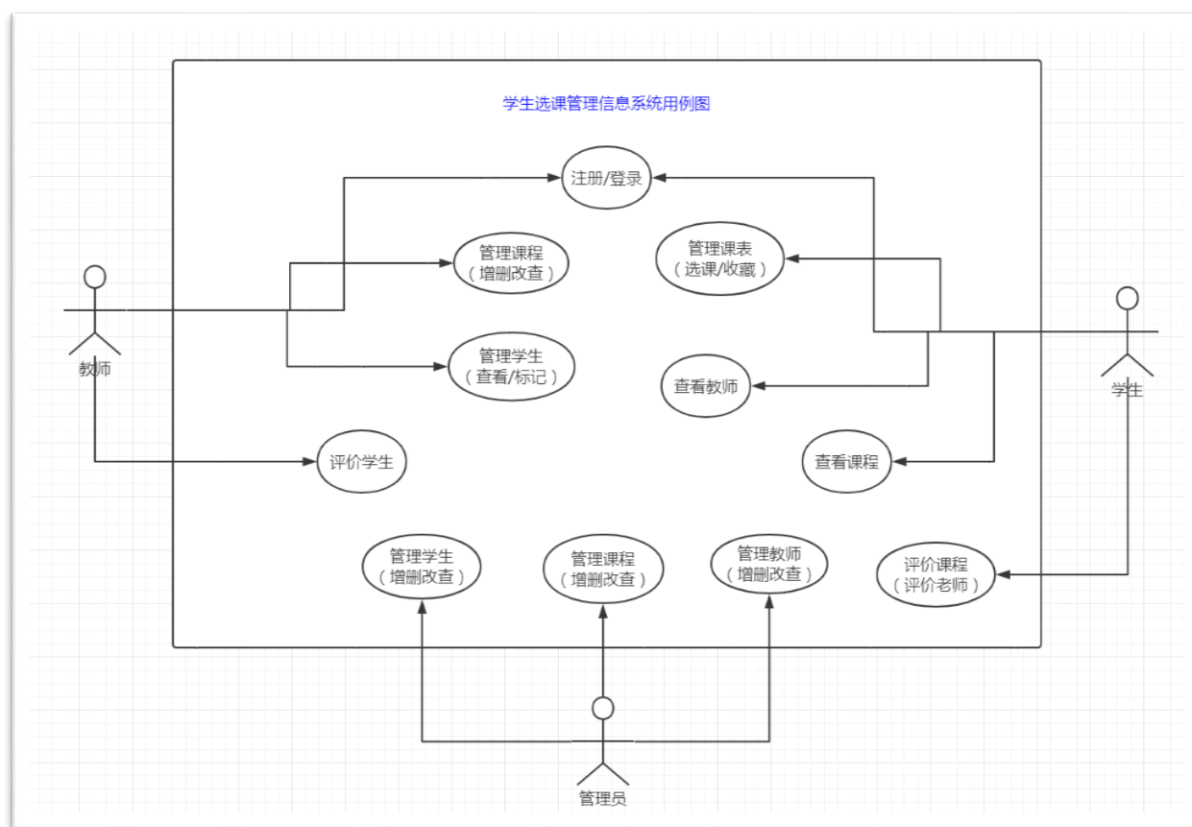 学生选课管理信息系统用例图
注册/登录
管理课程
（增删改查）
管理课表
（选课/收藏）
管理学生
（查看/标记）
查看教师
教师
学生
评价学生
查看课程
管理学生
（增删改查）
管理课程
（增删改查）
管理教师
（增删改查）
评价课程
（评价老师）
管理员